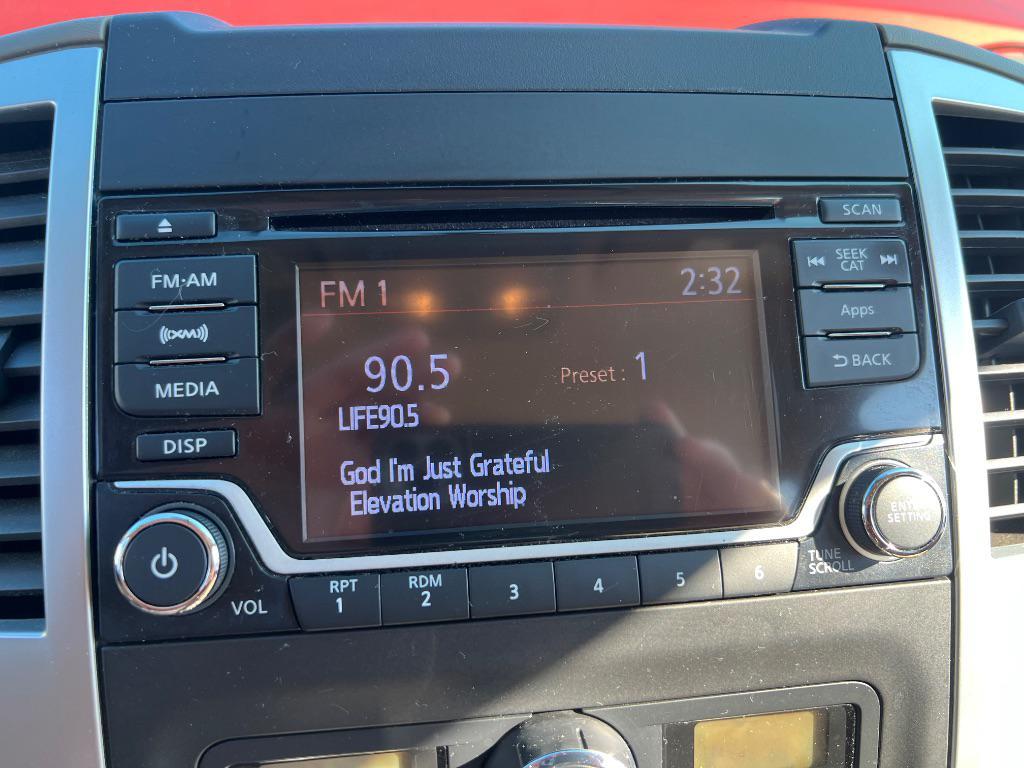 SCAN
FM·AM
SEEK
CAT
((XM))
Apps
MEDIA
BACK
DISP
FM 1
2:32
90.5
Preset : 1
LIFE90.5
God I'm Just Grateful
Elevation Worship
ENTER
SETTING
TUNE
SCROLL
VOL
RPT
1
RDM
2
3
4
5
6